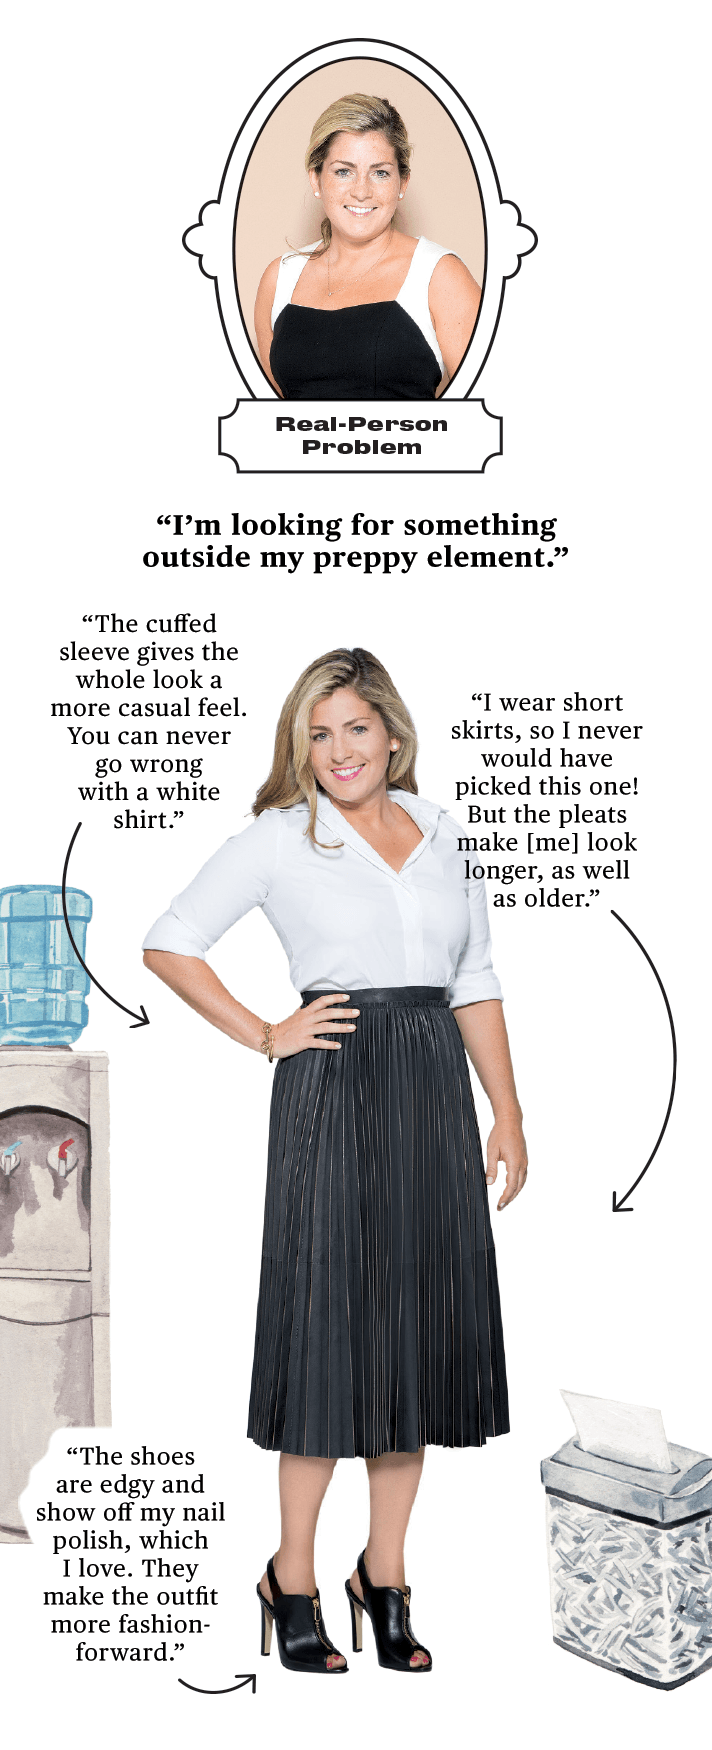 Real-Person
Problem
“I’m looking for something
outside my preppy element.”
“The cuffed
sleeve gives the
whole look a
more casual feel.
You can never
go wrong
with a white
shirt.”
“I wear short
skirts, so I never
would have
picked this one!
But the pleats
make [me] look
longer, as well
as older.”
“The shoes
are edgy and
show off my nail
polish, which
I love. They
make the outfit
more fashion-
forward.”